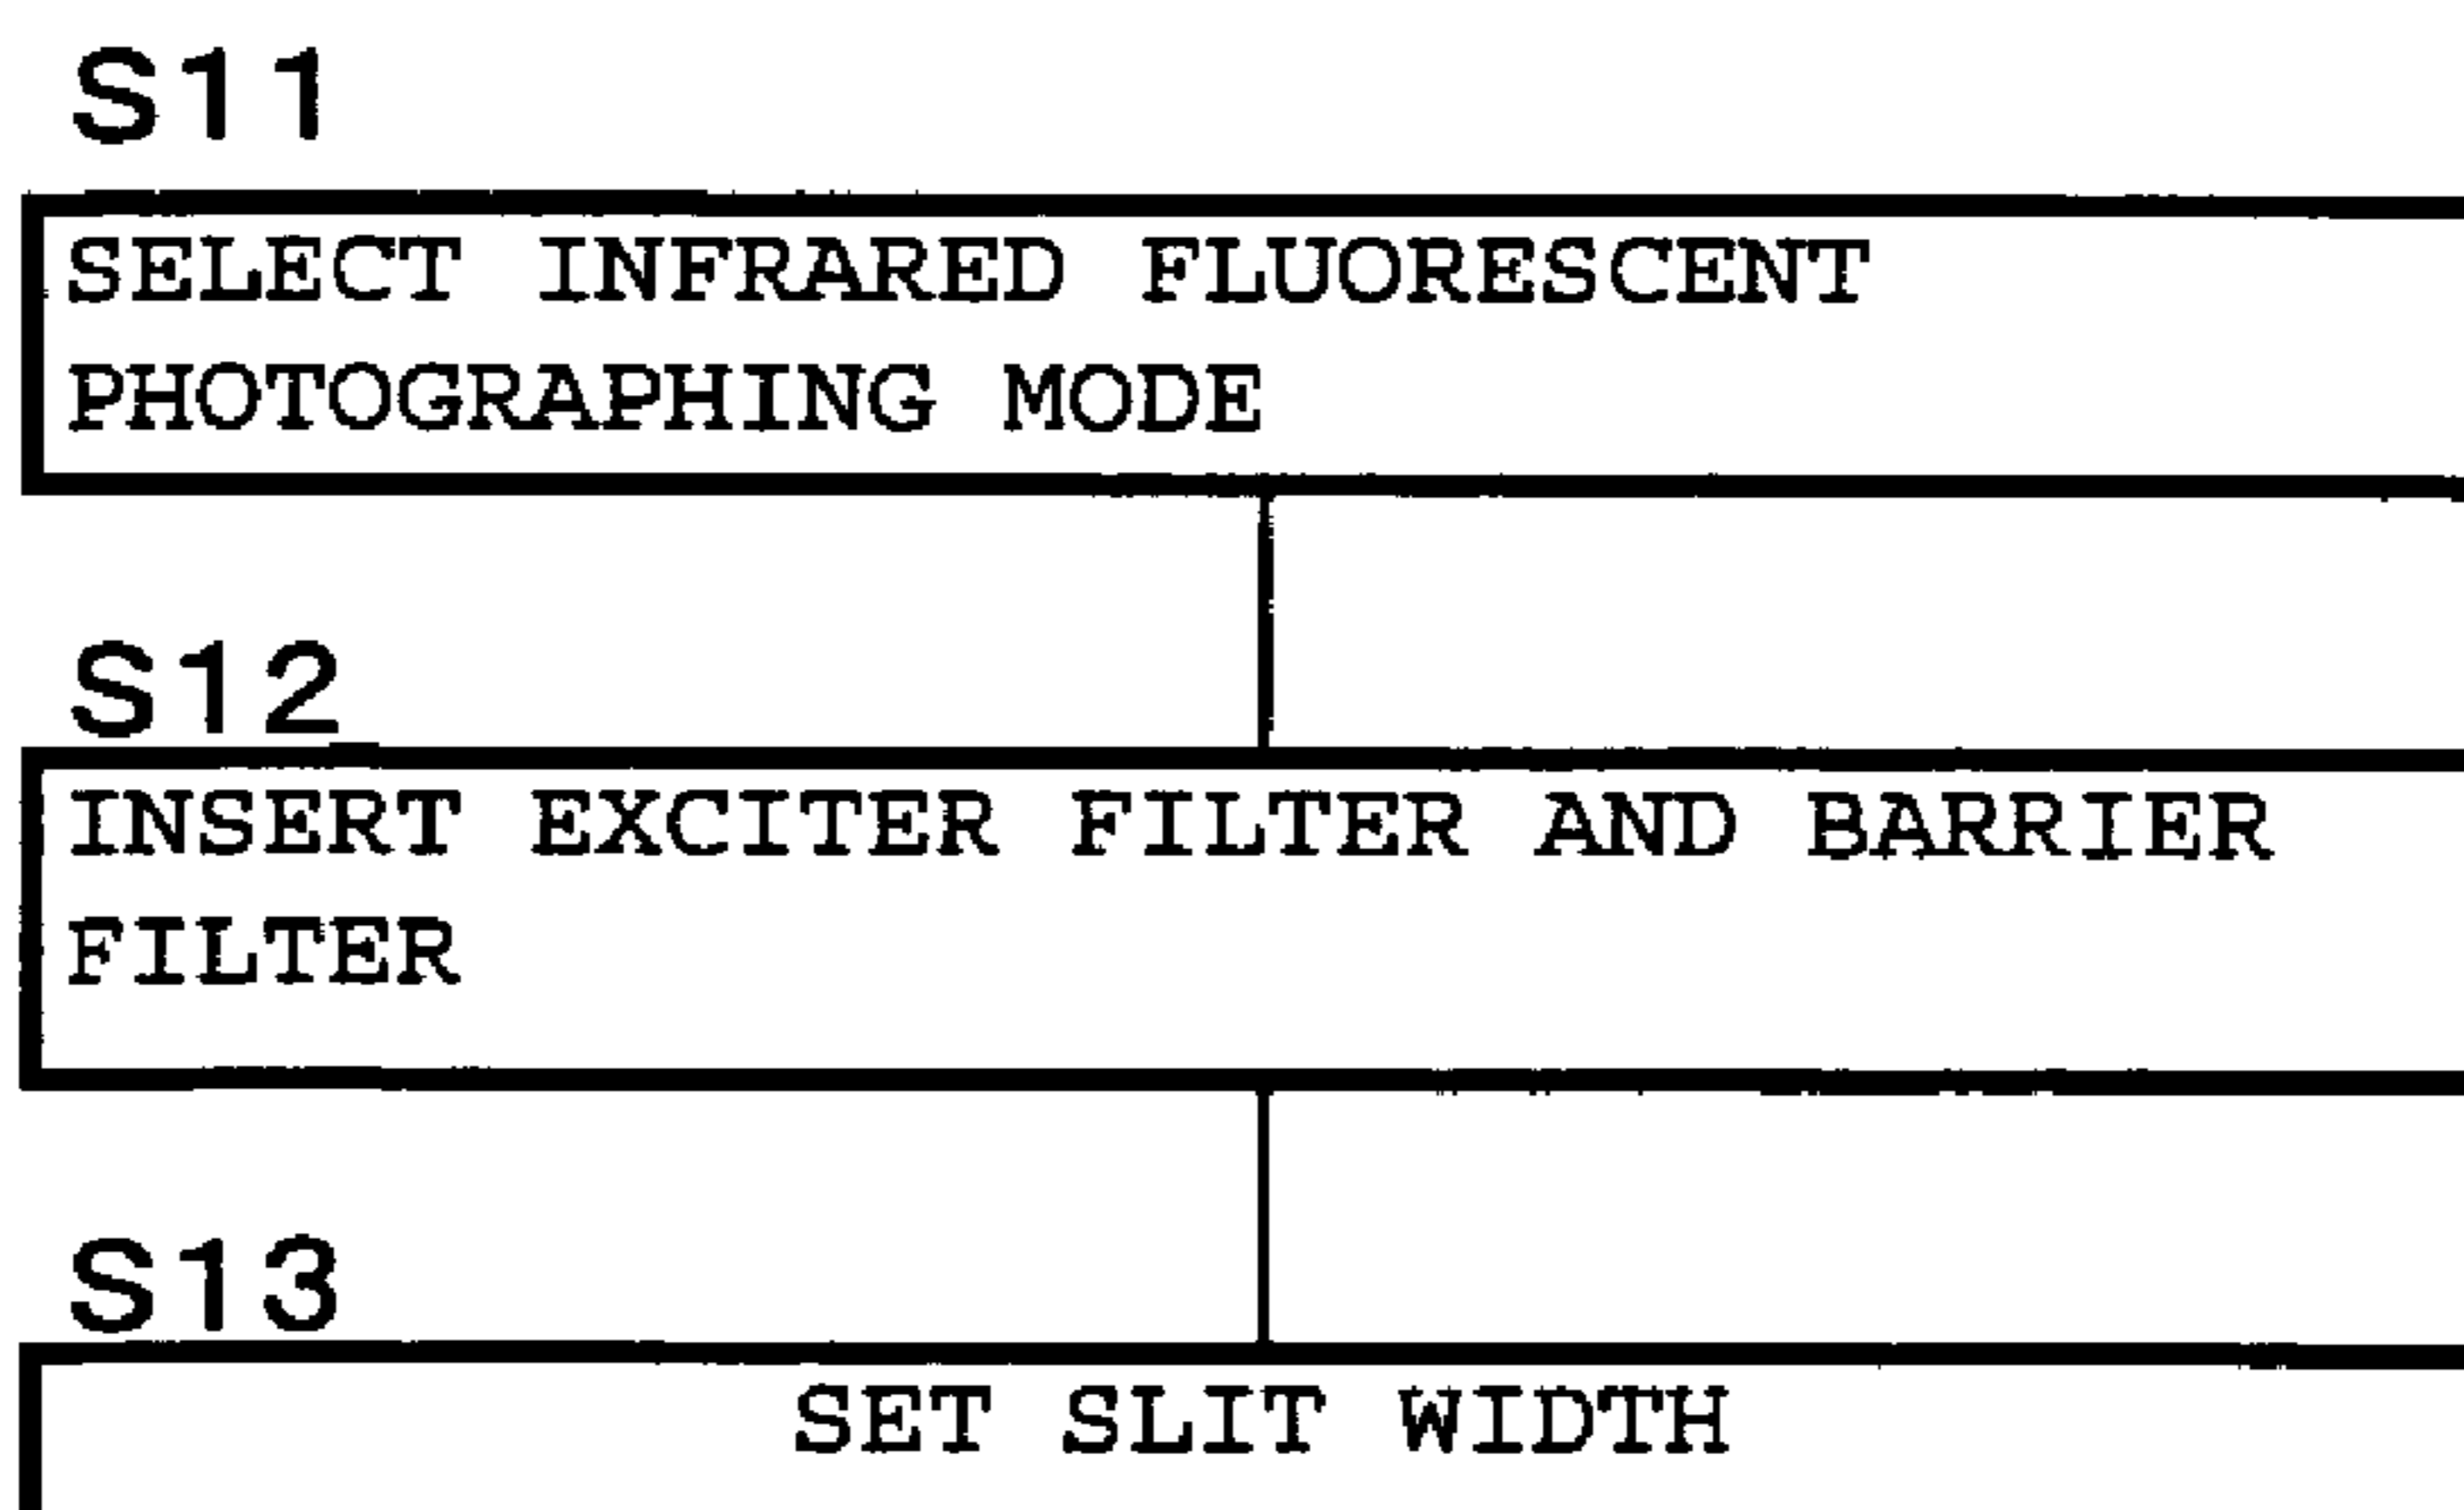 S11
SELECT INFRARED FLUORESCENT
PHOTOGRAPHING MODE
S12
INSERT EXCITER FILTER AND BARRIER
FILTER
S13
SET SLIT WIDTH